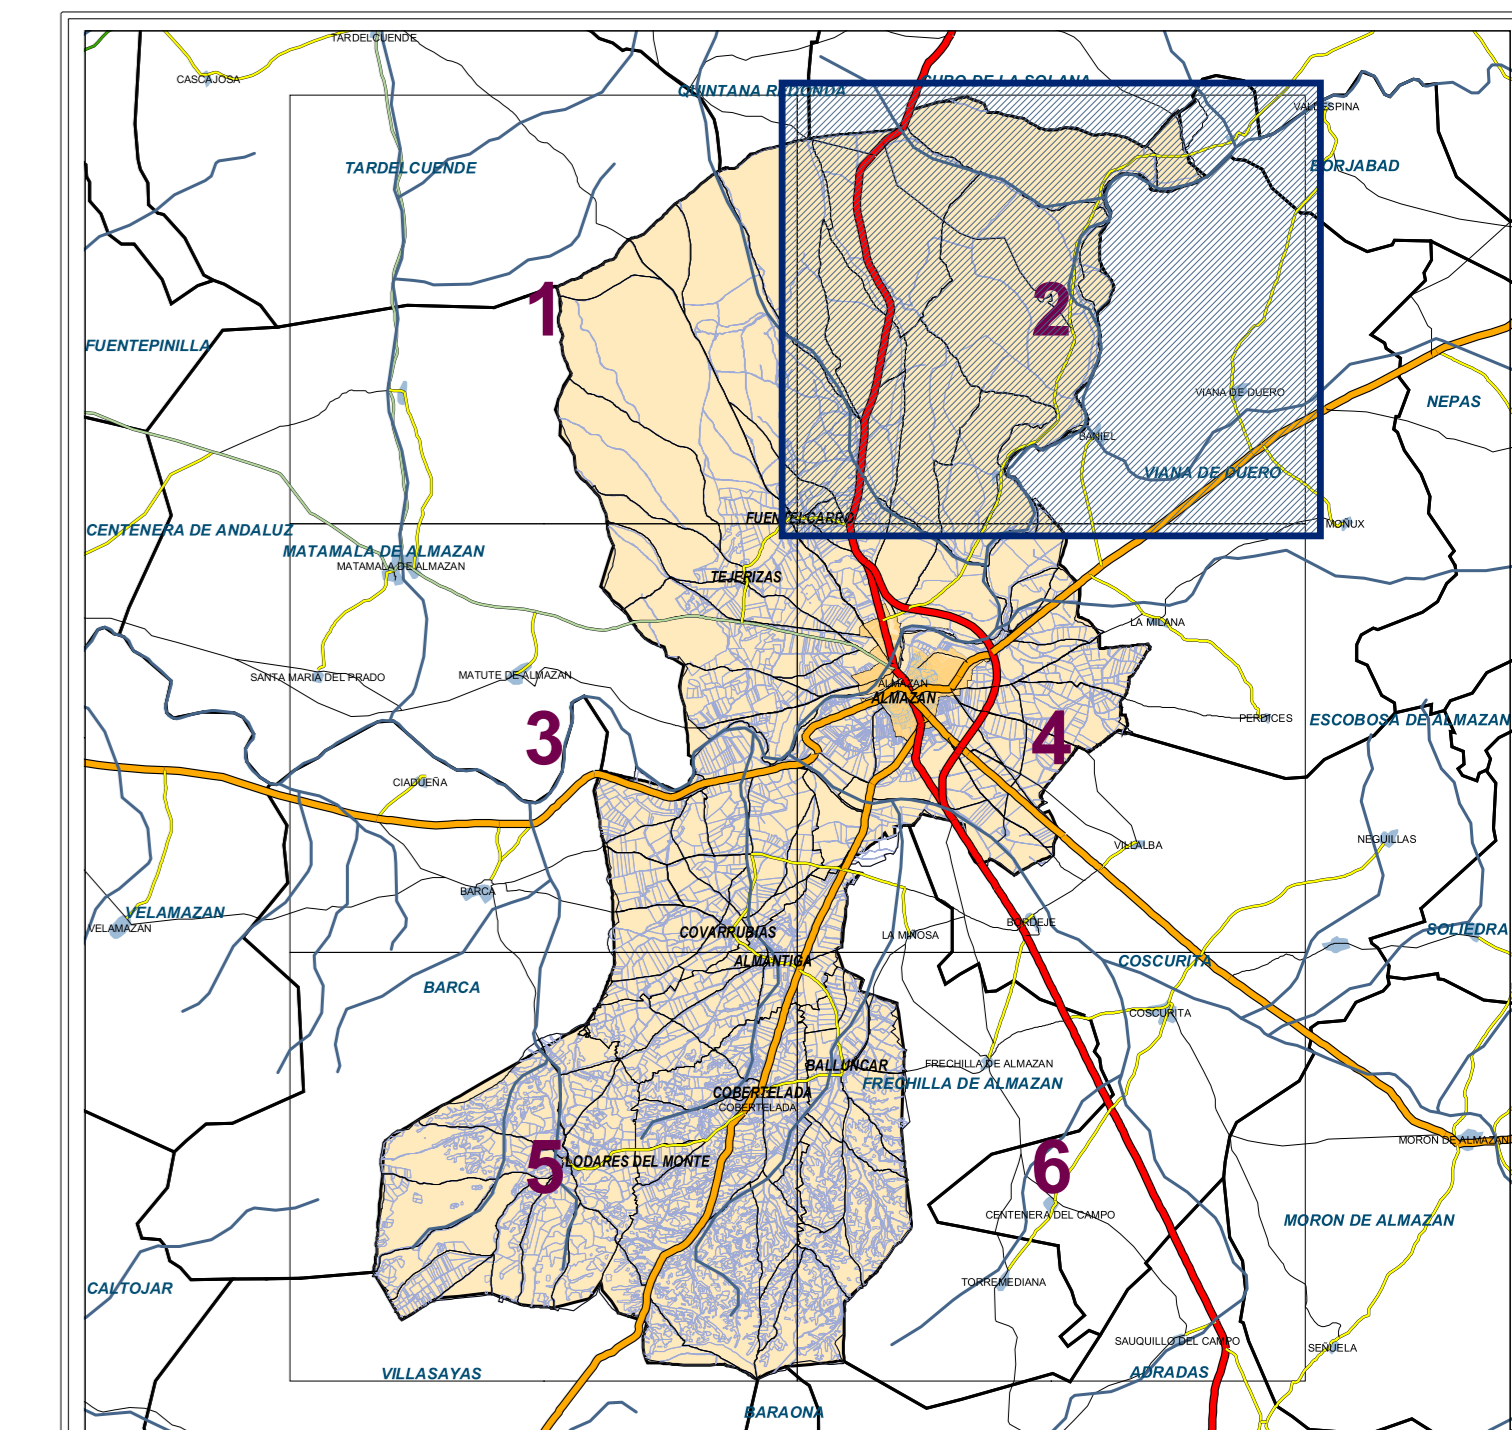 TARDELCUENDE
CASCAJOSA
QUINTANA REDONDA
CUBO DE LA SOLANA
VALDESPINA
TARDELCUENDE
BORJABAD
1
2
FUENTEPINILLA
VIANA DE DUERO
NEPAS
BANIEL
VIANA DE DUERO
FUENTELCARRO
MOÑUX
CENTENERA DE ANDALUZ
MATAMALA DE ALMAZAN
MATAMALA DE ALMAZAN
TEJERIZAS
LA MILANA
SANTA MARIA DEL PRADO
MATUTE DE ALMAZAN
ALMAZAN
ALMAZAN
PERDICES
ESCOBOSA DE ALMAZAN
3
4
CIADUEÑA
VILLALBA
NEGUILLAS
BARCA
VELAMAZAN
VELAMAZAN
COVARRUBIAS
LA MIÑOSA
BORDEJE
SOLIEDRA
ALMANTIGA
COSCURITA
BARCA
COSCURITA
BALLUNCAR
FRECHILLA DE ALMAZAN
FRECHILLA DE ALMAZAN
COBERTELADA
COBERTELADA
MORON DE ALMAZAN
5
LODARES DEL MONTE
6
CENTENERA DEL CAMPO
MORON DE ALMAZAN
TORREMEDIANA
CALTOJAR
SAUQUILLO DEL CAMPO
SEÑUELA
VILLASAYAS
ADRADAS
BARAONA